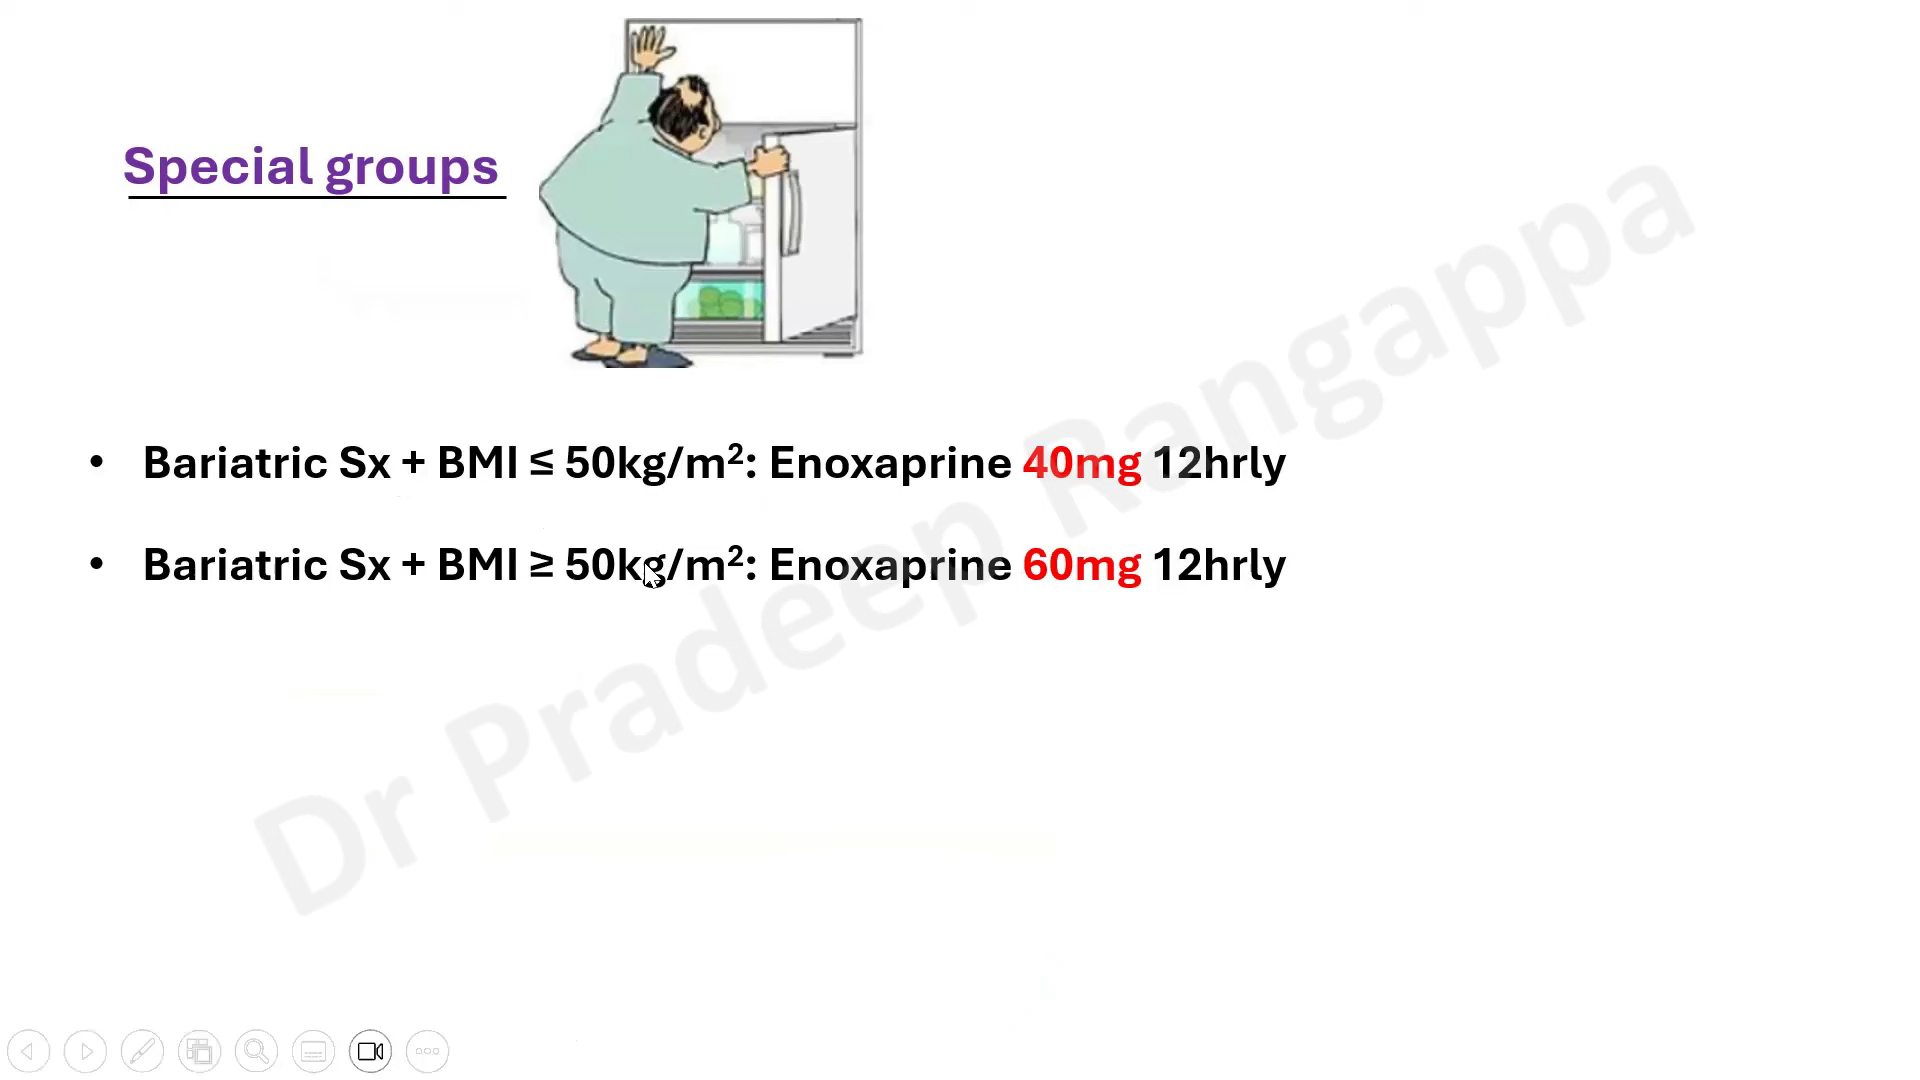 Special groups
• Bariatric Sx + BMI ≤ 50kg/m²: Enoxaprine 40mg 12hrly
• Bariatric Sx + BMI ≥ 50kg/m²: Enoxaprine 60mg 12hrly
Dr Pradeep Rangappa